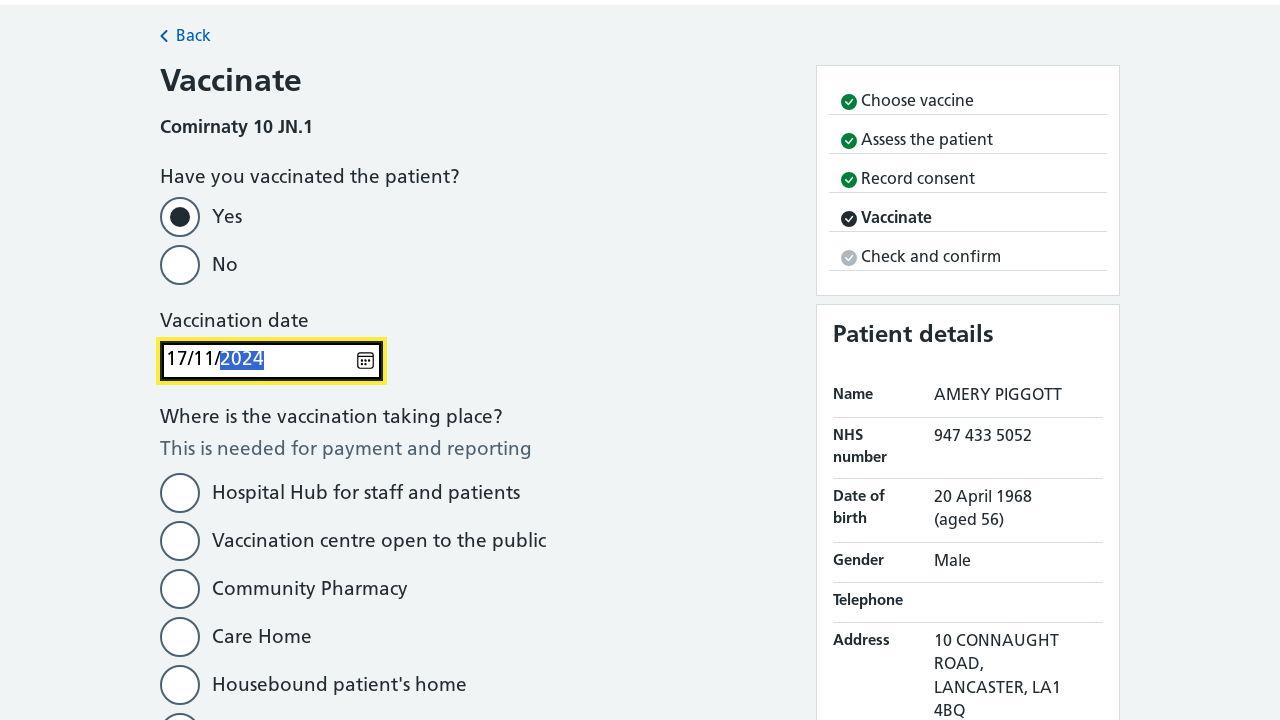 Back
Vaccinate
Comirnaty 10 JN.1
Have you vaccinated the patient?
Yes
No
Vaccination date
17/11/2024
Where is the vaccination taking place?
This is needed for payment and reporting
Hospital Hub for staff and patients
Vaccination centre open to the public
Community Pharmacy
Care Home
Housebound patient's home
Choose vaccine
Assess the patient
Record consent
Vaccinate
Check and confirm
Patient details
Name AMERY PIGGOTT
NHS number 947 433 5052
Date of birth 20 April 1968
(aged 56)
Gender Male
Telephone
Address 10 CONNAUGHT
ROAD,
LANCASTER, LA1
4BQ